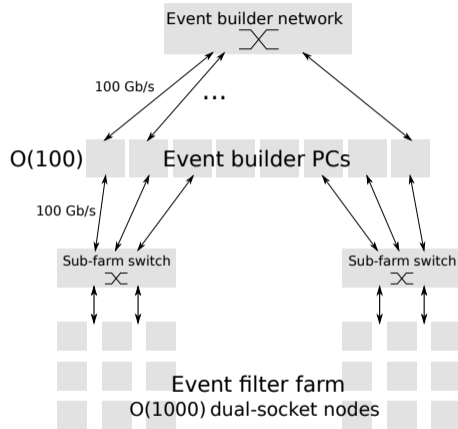 Event builder network
100 Gb/s
...
O(100)
Event builder PCs
100 Gb/s
Sub-farm switch
Sub-farm switch
Event filter farm
O(1000) dual-socket nodes